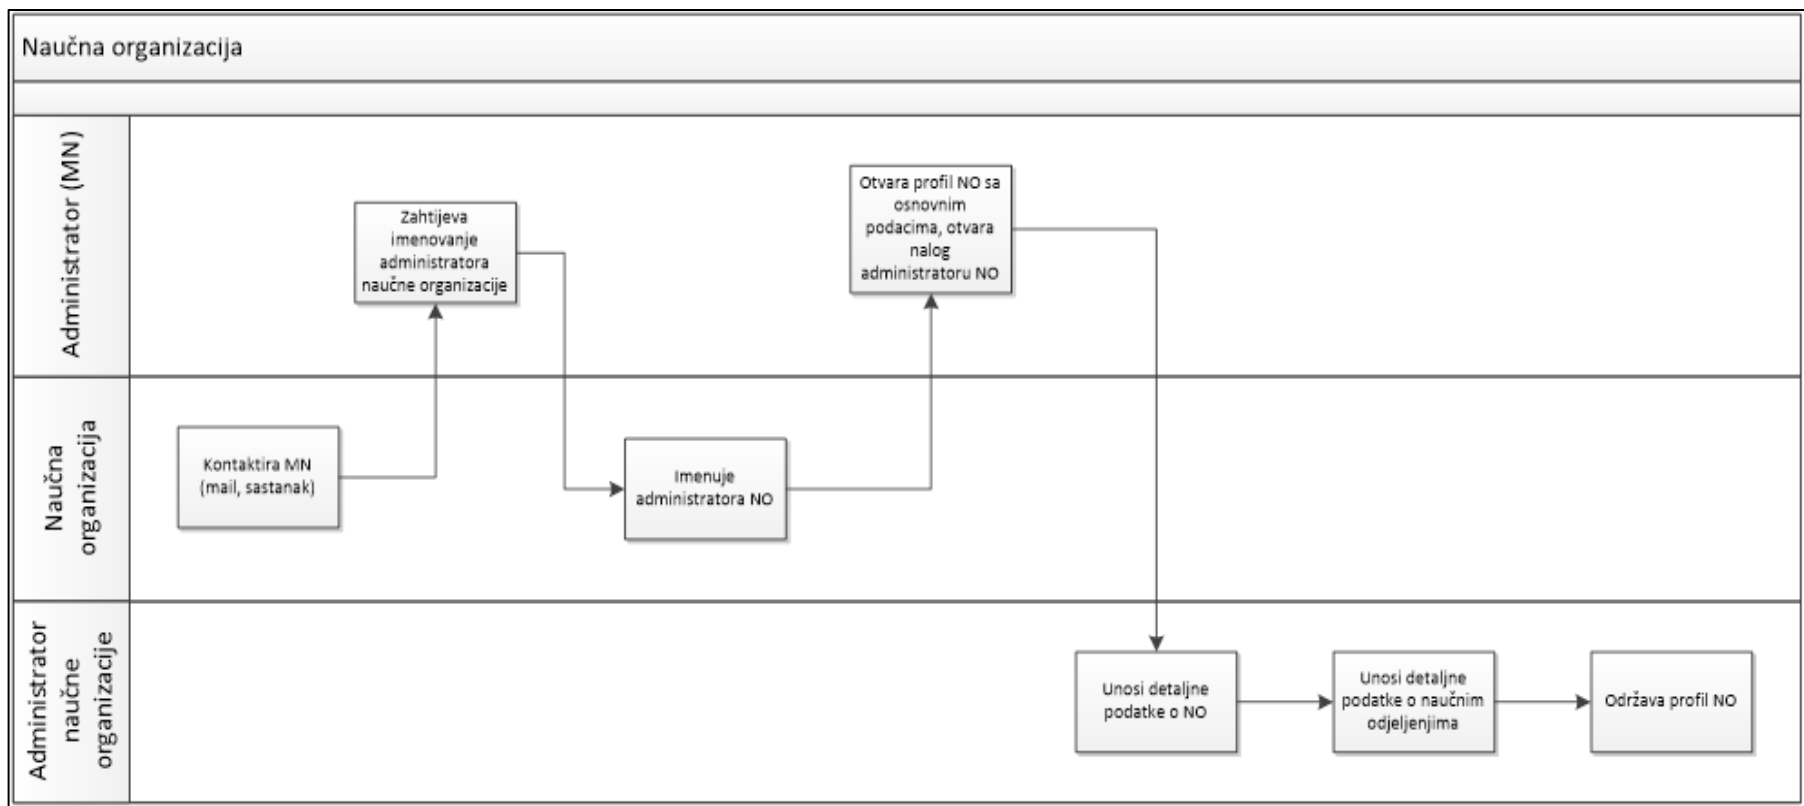 Naučna organizacija
Administrator (MN)
Zahtijeva
imenovanje
administratora
naučne organizacije
Otvara profil NO sa
osnovnim
podacima, otvara
nalog
administratoru NO
Naučna
organizacija
Kontaktira MN
(mail, sastanak)
Imenuje
administratora NO
Administrator
naučne
organizacije
Unosi detaljne
podatke o NO
Unosi detaljne
podatke o naučnim
odjeljenjima
Održava profil NO